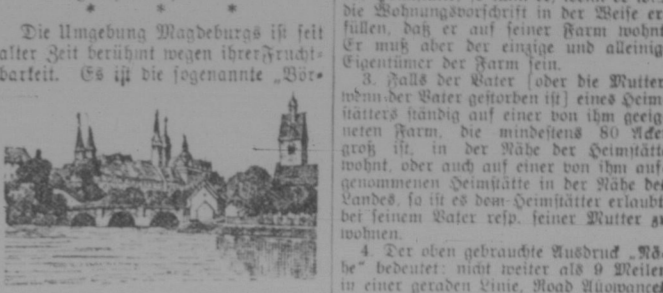 * * *
Die Umgebung Magdeburgs ist seit
alter Zeit berühmt wegen ihrer Frucht-
barkeit. Es ist die sogenannte „Bör-
die Wohnungsvorschrift in der Weise er-
füllen, daß er auf seiner Farm wohnt.
Er muß aber der einzige und alleinige
Eigentümer der Farm sein.
3. Falls der Vater [oder die Mutter,
wenn der Vater gestorben ist] eines Heim-
stätters ständig auf einer von ihm geeig-
neten Farm, die mindestens 80 Acker
groß ist, in der Nähe der Heimstätte
wohnt, oder auch auf einer von ihm auf-
genommenen Heimstätte in der Nähe des
Landes, so ist es dem Heimstätter erlaubt,
bei seinem Vater resp. seiner Mutter zu
wohnen.
4. Der oben gebrauchte Ausdruck „Nä-
he" bedeutet: nicht weiter als 9 Meilen
in einer geraden Linie, Road Allowances